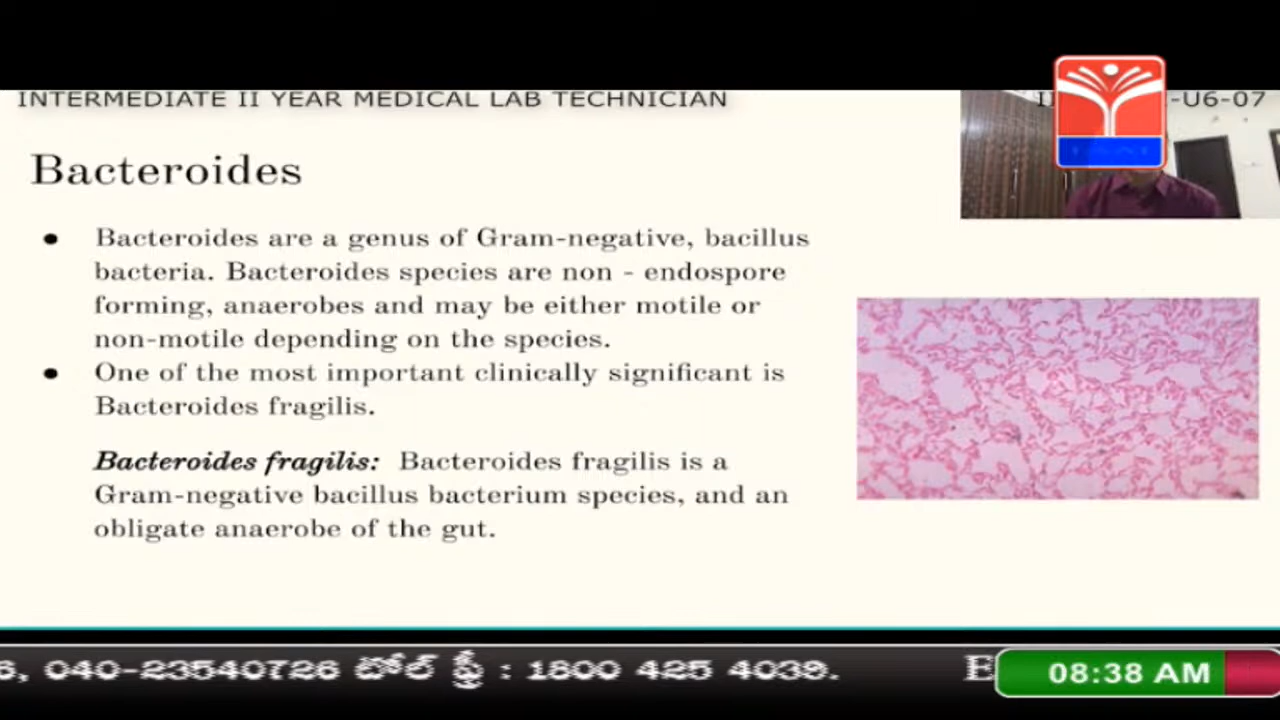 INTERMEDIATE II YEAR MEDICAL LAB TECHNICIAN
-U6-07
Bacteroides
● Bacteroides are a genus of Gram-negative, bacillus
bacteria. Bacteroides species are non - endospore
forming, anaerobes and may be either motile or
non-motile depending on the species.
● One of the most important clinically significant is
Bacteroides fragilis.
Bacteroides fragilis: Bacteroides fragilis is a
Gram-negative bacillus bacterium species, and an
obligate anaerobe of the gut.
6, 040-23540726 టోల్ ఫ్రీ : 1800 425 4039.
08:38 AM